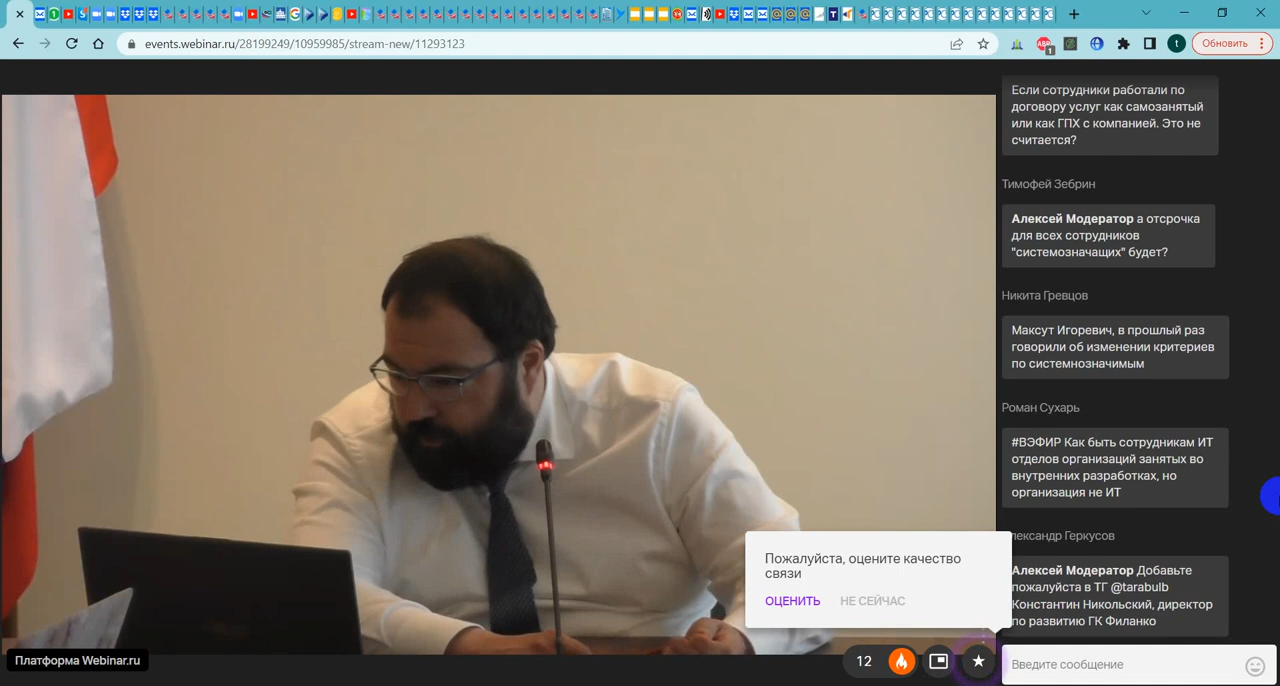 events.webinar.ru/28199249/10959985/stream-new/11293123
Обновить
Если сотрудники работали по
договору услуг как самозанятый
или как ГПХ с компанией. Это не
считается?
Тимофей Зебрин
Алексей Модератор а отсрочка
для всех сотрудников
"системозначащих" будет?
Никита Гревцов
Максут Игоревич, в прошлый раз
говорили об изменении критериев
по системнозначимым
Роман Сухарь
#ВЭФИР Как быть сотрудникам ИТ
отделов организаций занятых во
внутренних разработках, но
организация не ИТ
лександр Геркусов
Алексей Модератор Добавьте
пожалуйста в ТГ @tarabulb
Константин Никольский, директор
по развитию ГК Филанко
Пожалуйста, оцените качество
связи
ОЦЕНИТЬ НЕ СЕЙЧАС
Платформа Webinar.ru
12
Введите сообщение